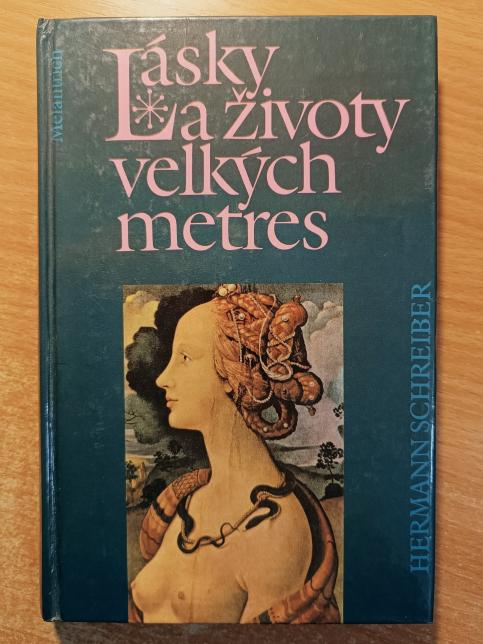 Melantrich
Lásky
a životy
velkých
metres
HERMANN SCHREIBER